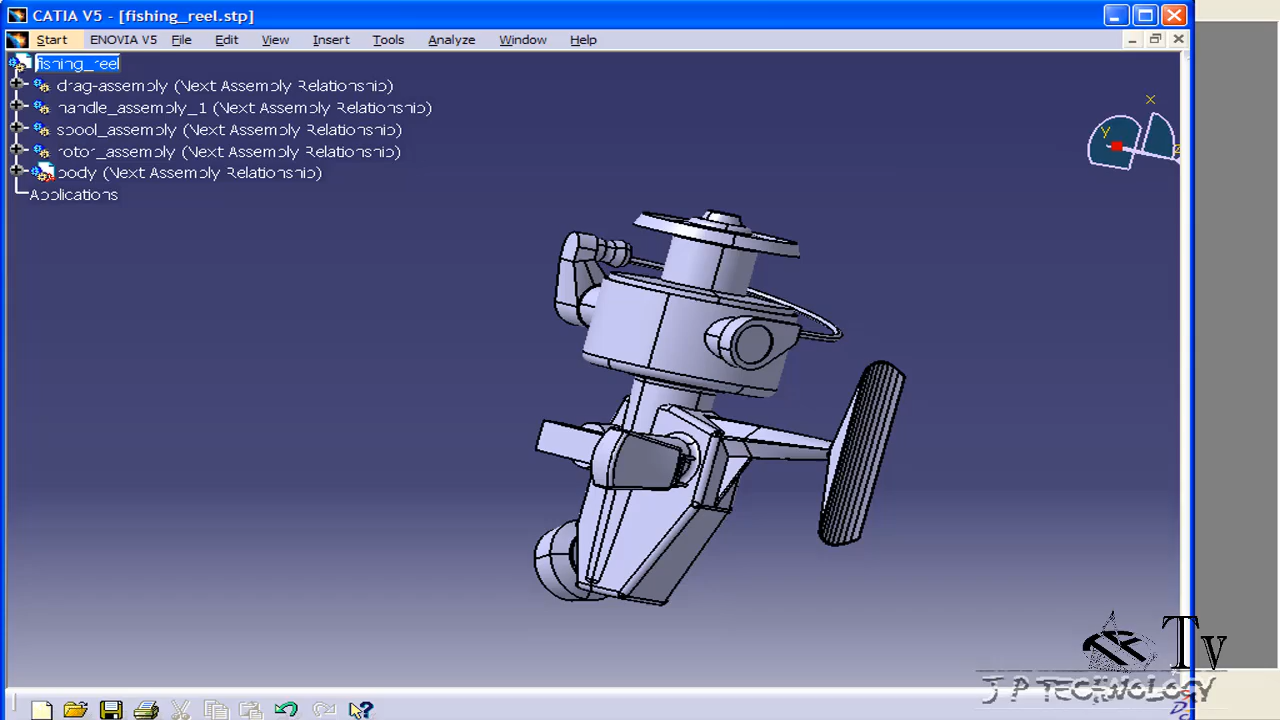 CATIA V5 - [fishing_reel.stp]
Start ENOVIA V5 File Edit View Insert Tools Analyze Window Help
fishing_reel
drag-assembly (Next Assembly Relationship)
handle_assembly_1 (Next Assembly Relationship)
spool_assembly (Next Assembly Relationship)
rotor_assembly (Next Assembly Relationship)
body (Next Assembly Relationship)
Applications
x
y
Tv
J P TECHNOLOGY